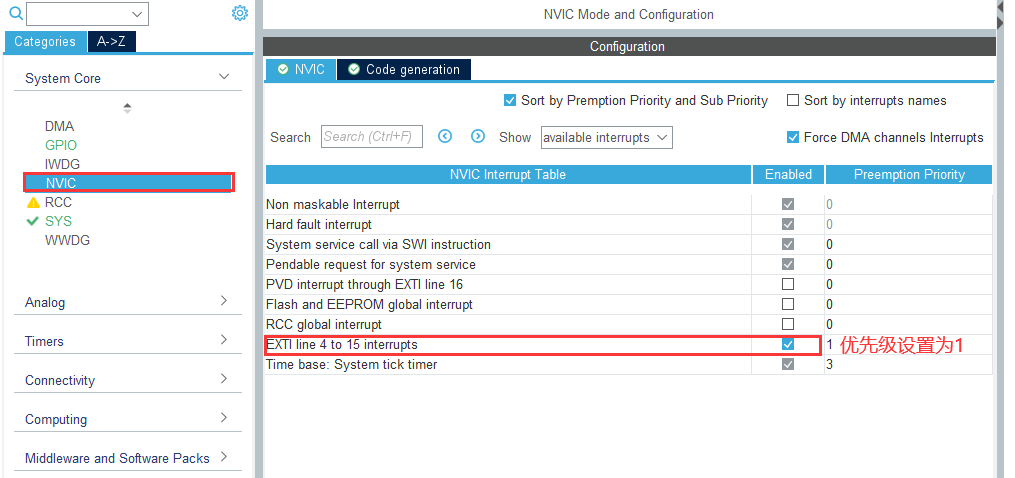 NVIC Mode and Configuration
Categories A->Z
Configuration
NVIC Code generation
System Core
Sort by Premption Priority and Sub Priority Sort by interrupts names
Search Search (Ctrl+F) Show available interrupts Force DMA channels Interrupts
DMA
GPIO
IWDG
NVIC
RCC
SYS
WWDG
Analog
Timers
Connectivity
Computing
Middleware and Software Packs
NVIC Interrupt Table Enabled Preemption Priority
Non maskable Interrupt 0
Hard fault interrupt 0
System service call via SWI instruction 0
Pendable request for system service 0
PVD interrupt through EXTI line 16 0
Flash and EEPROM global interrupt 0
RCC global interrupt 0
EXTI line 4 to 15 interrupts 1 优先级设置为1
Time base: System tick timer 3